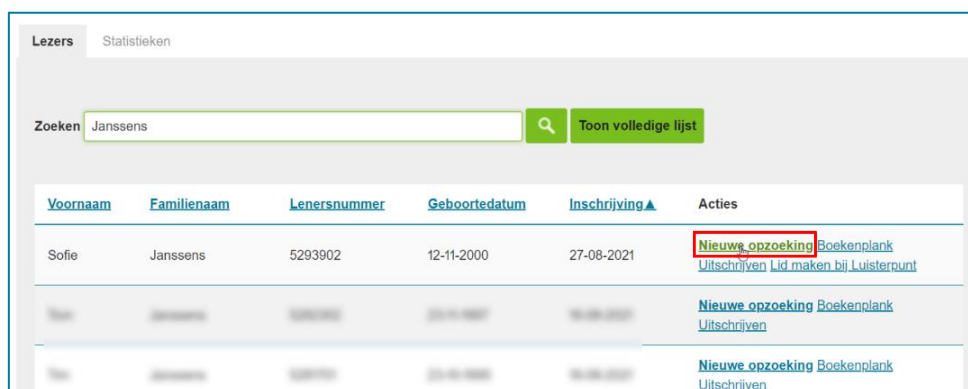 Lezers Statistieken
Zoeken Janssens Toon volledige lijst
Voornaam Familienaam Lenersnummer Geboortedatum Inschrijving▲ Acties
Sofie Janssens 5293902 12-11-2000 27-08-2021 Nieuwe opzoeking Boekenplank
Uitschrijven Lid maken bij Luisterpunt
Nieuwe opzoeking Boekenplank
Uitschrijven
Nieuwe opzoeking Boekenplank
Uitschrijven